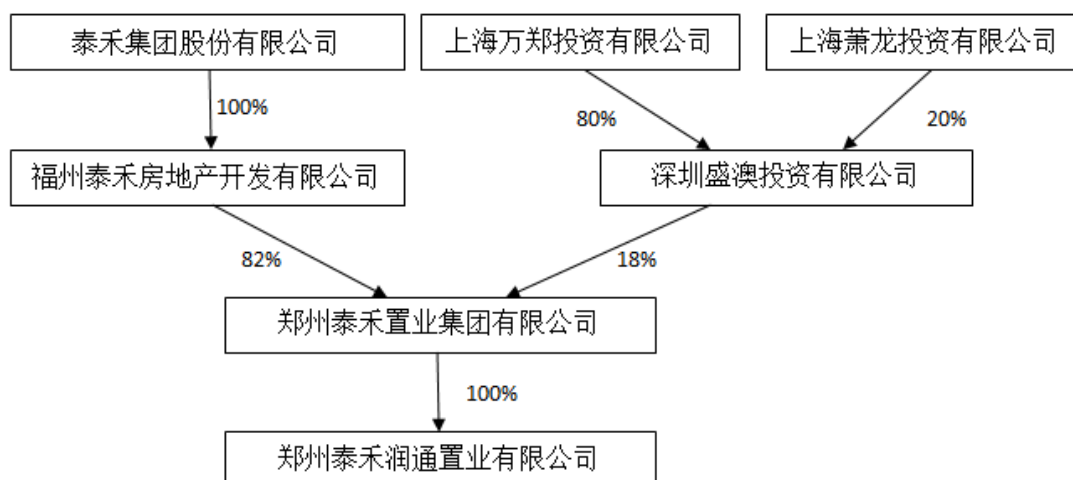 泰禾集团股份有限公司
上海万郑投资有限公司
上海萧龙投资有限公司
100%
80%
20%
福州泰禾房地产开发有限公司
深圳盛澳投资有限公司
82%
18%
郑州泰禾置业集团有限公司
100%
郑州泰禾润通置业有限公司